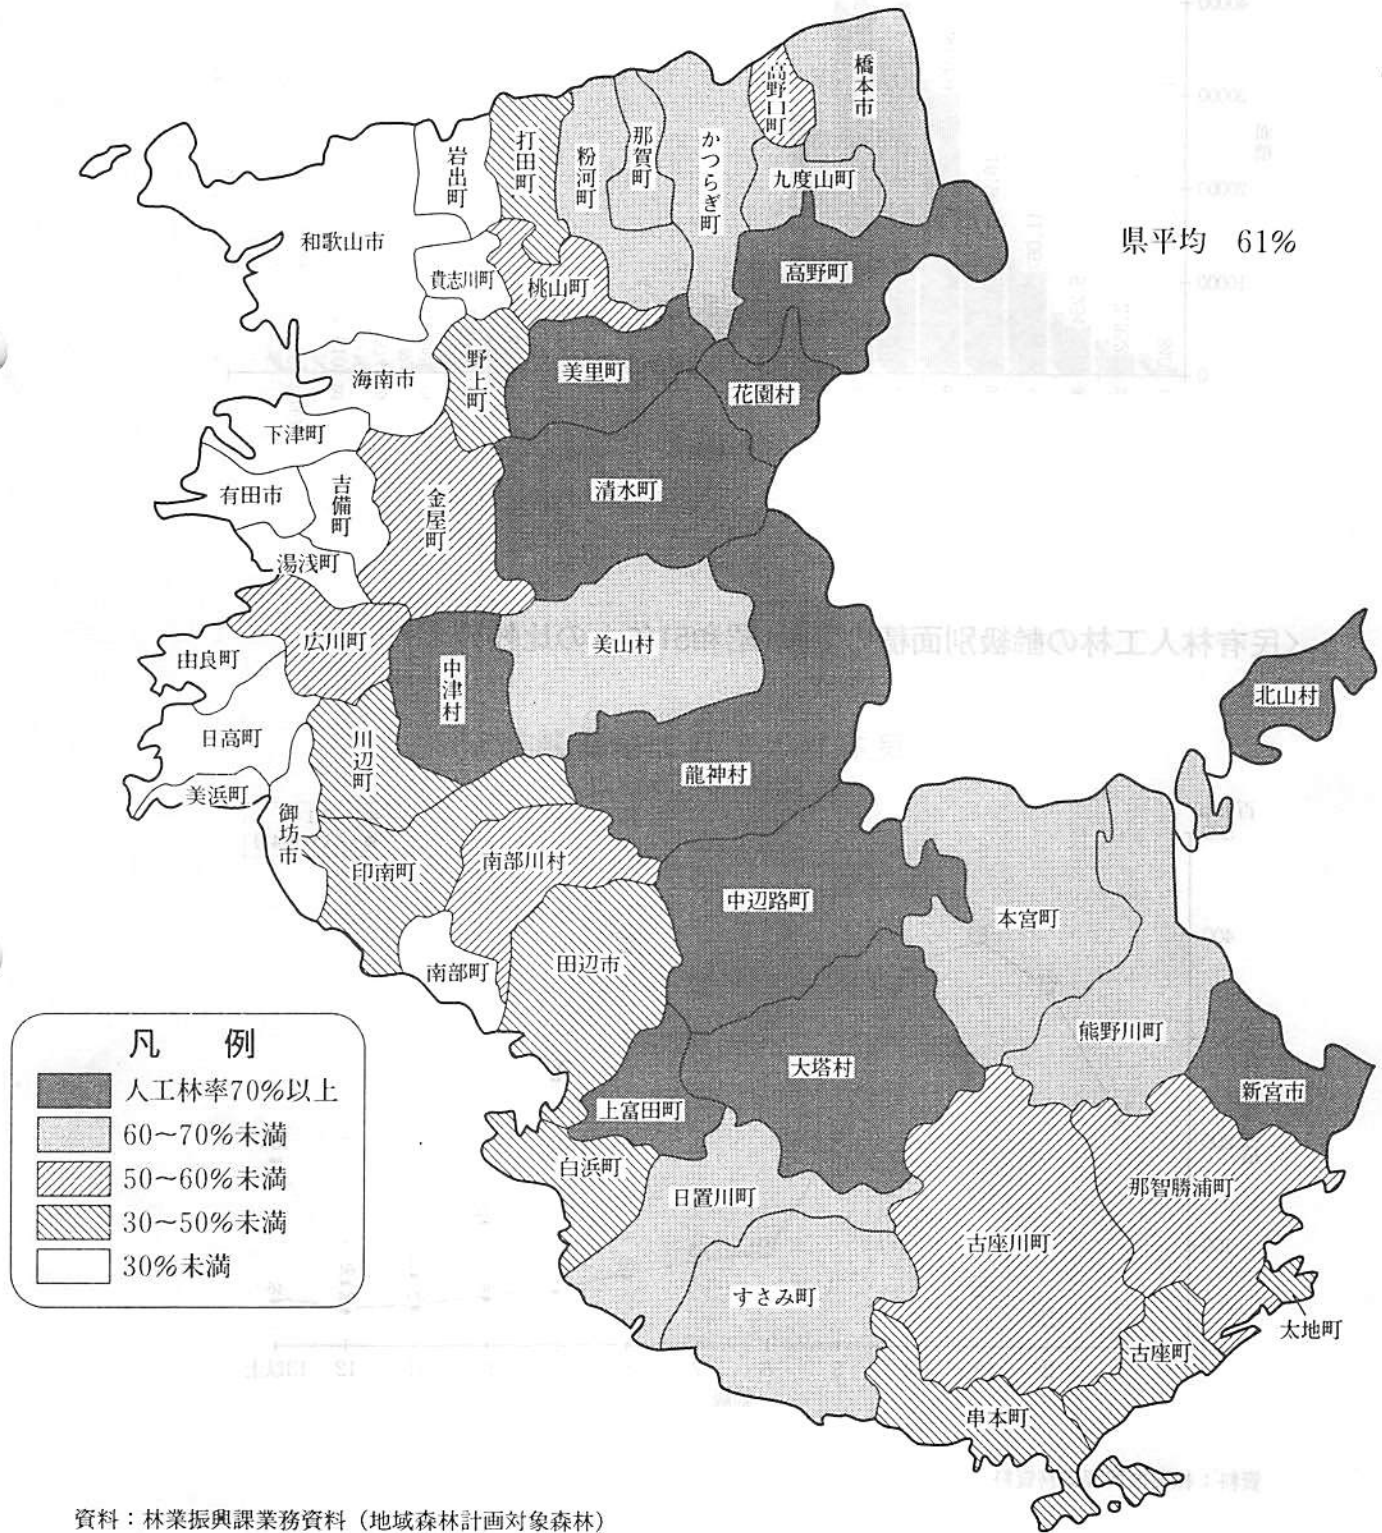 橋本市
高野口町
かつらぎ町
那賀町
粉河町
打田町
岩出町
九度山町
和歌山市
県平均 61%
貴志川町
桃山町
高野町
野上町
美里町
海南市
花園村
下津町
清水町
有田市
吉備町
金屋町
湯浅町
広川町
美山村
由良町
中津村
北山村
日高町
川辺町
龍神村
美浜町
御坊市
印南町
南部川村
中辺路町
本宮町
南部町
田辺市
熊野川町
大塔村
新宮市
上富田町
白浜町
日置川町
那智勝浦町
古座川町
すさみ町
太地町
古座町
串本町
凡 例
人工林率70%以上
60~70%未満
50~60%未満
30~50%未満
30%未満
資料:林業振興課業務資料(地域森林計画対象森林)